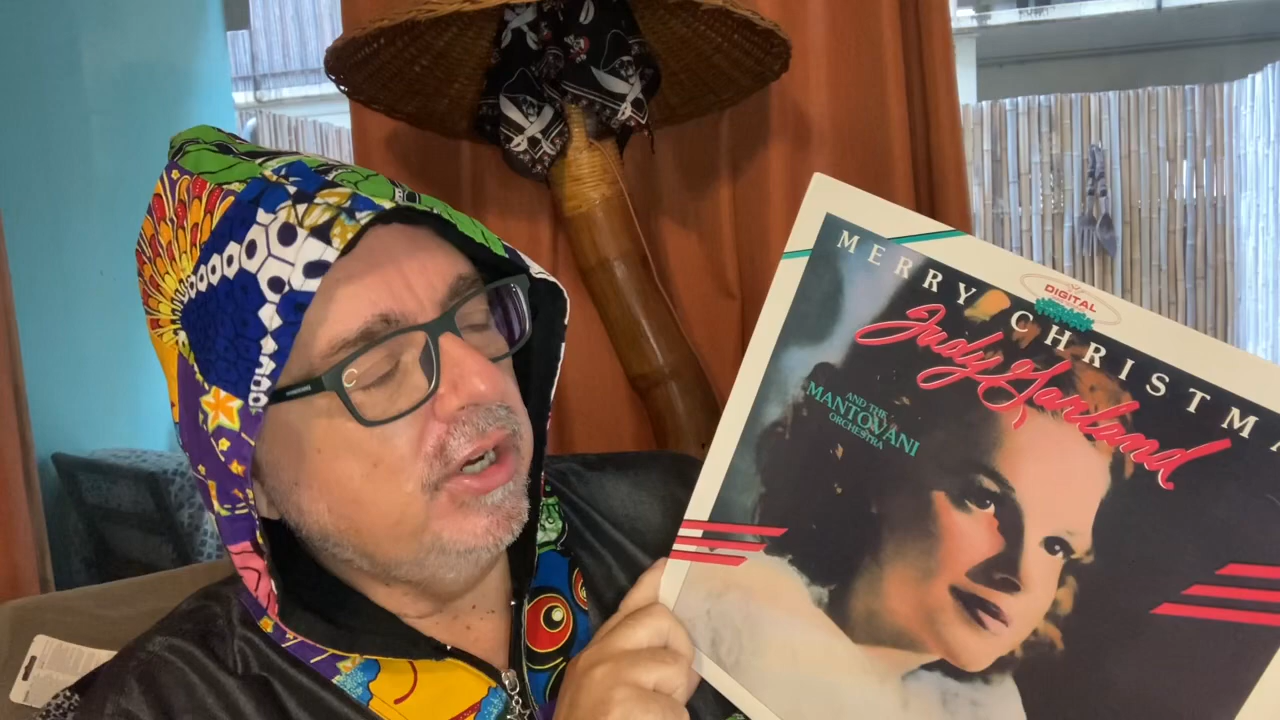 MERRY CHRISTMA
DIGITAL
Judy Garland
AND THE
MANTOVANI
ORCHESTRA